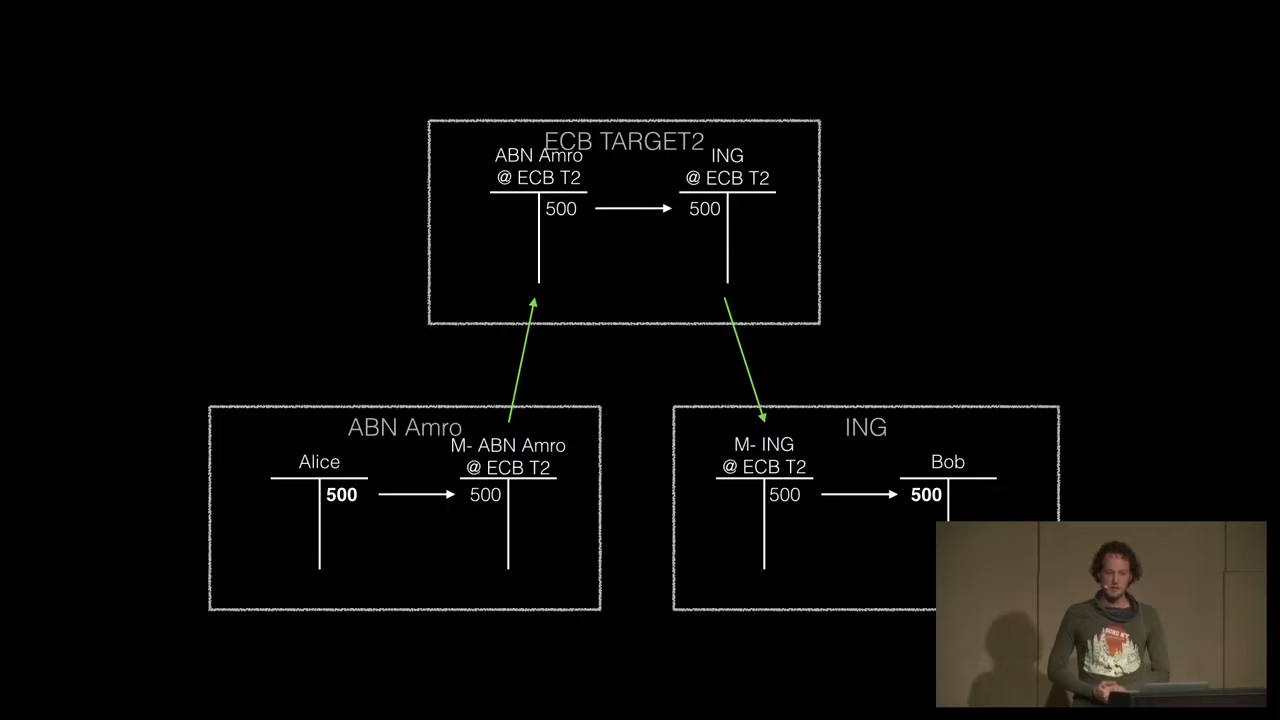 ECB TARGET2
ABN Amro
@ ECB T2
500
ING
@ ECB T2
500
ABN Amro
Alice
500
M- ABN Amro
@ ECB T2
500
ING
M- ING
@ ECB T2
500
Bob
500